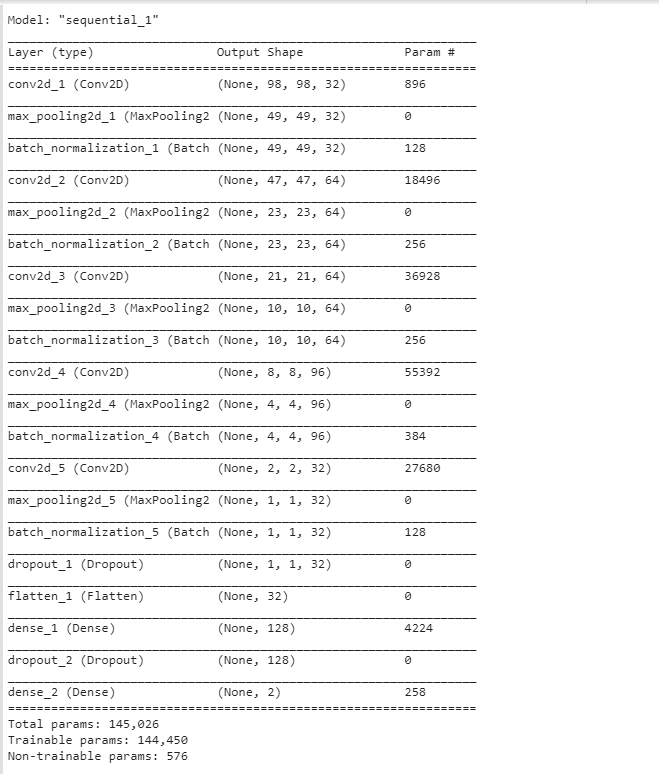 Model: "sequential_1"
Layer (type) Output Shape Param #
conv2d_1 (Conv2D) (None, 98, 98, 32) 896
max_pooling2d_1 (MaxPooling2 (None, 49, 49, 32) 0
batch_normalization_1 (Batch (None, 49, 49, 32) 128
conv2d_2 (Conv2D) (None, 47, 47, 64) 18496
max_pooling2d_2 (MaxPooling2 (None, 23, 23, 64) 0
batch_normalization_2 (Batch (None, 23, 23, 64) 256
conv2d_3 (Conv2D) (None, 21, 21, 64) 36928
max_pooling2d_3 (MaxPooling2 (None, 10, 10, 64) 0
batch_normalization_3 (Batch (None, 10, 10, 64) 256
conv2d_4 (Conv2D) (None, 8, 8, 96) 55392
max_pooling2d_4 (MaxPooling2 (None, 4, 4, 96) 0
batch_normalization_4 (Batch (None, 4, 4, 96) 384
conv2d_5 (Conv2D) (None, 2, 2, 32) 27680
max_pooling2d_5 (MaxPooling2 (None, 1, 1, 32) 0
batch_normalization_5 (Batch (None, 1, 1, 32) 128
dropout_1 (Dropout) (None, 1, 1, 32) 0
flatten_1 (Flatten) (None, 32) 0
dense_1 (Dense) (None, 128) 4224
dropout_2 (Dropout) (None, 128) 0
dense_2 (Dense) (None, 2) 258
Total params: 145,026
Trainable params: 144,450
Non-trainable params: 576